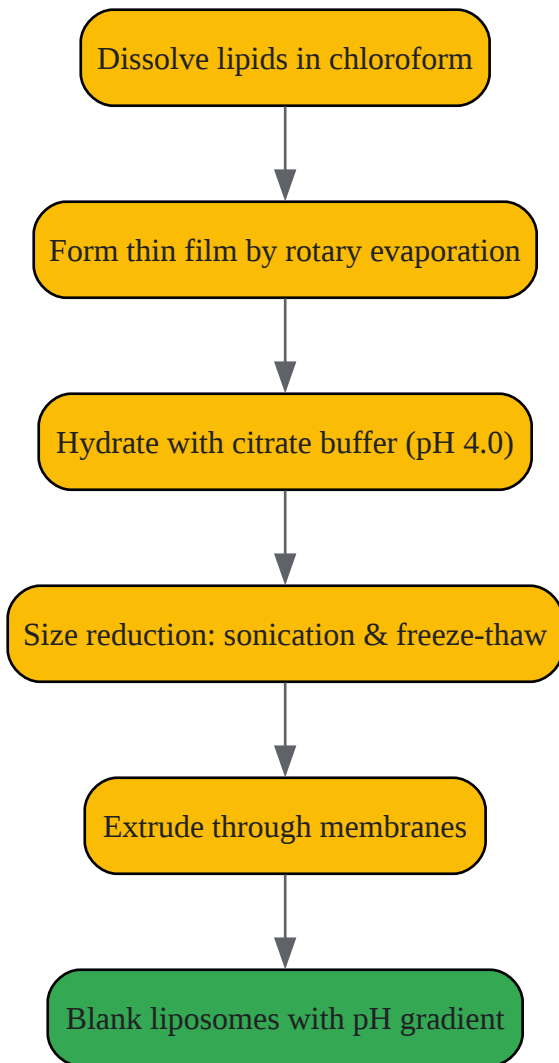 Dissolve lipids in chloroform
Form thin film by rotary evaporation
Hydrate with citrate buffer (pH 4.0)
Size reduction: sonication & freeze-thaw
Extrude through membranes
Blank liposomes with pH gradient